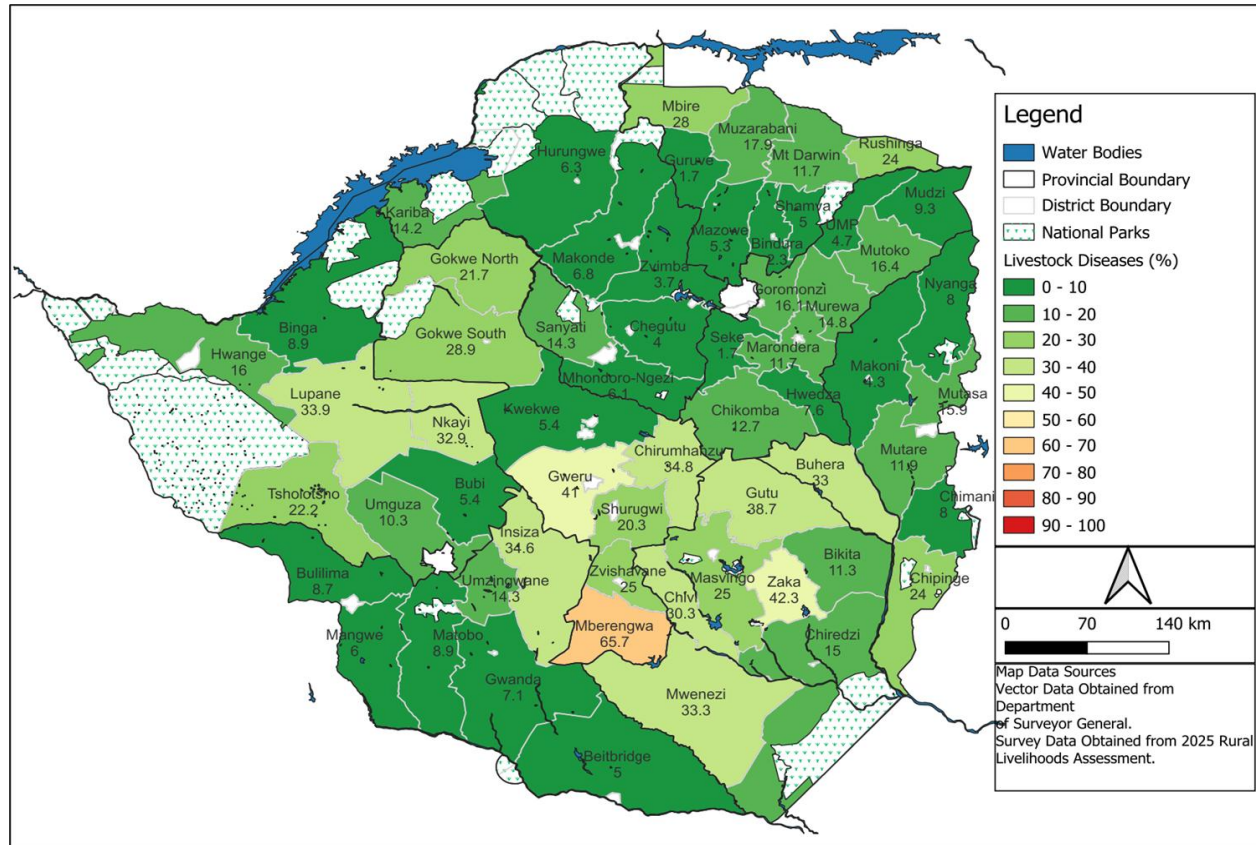 Mbire
28
Muzarabani
17.9
Mt Darwin
11.7
Rushinga
24
Hurungwe
6.3
Guruve
1.7
Mudzi
9.3
Shamva
5
UMP
4.7
Mazowe
5.3
Bindura
2.3
Mutoko
16.4
Kariba
14.2
Makonde
6.8
Zvimba
3.7
Gokwe North
21.7
Goromonzi
16.1
Murewa
14.8
Nyanga
8
Binga
8.9
Gokwe South
28.9
Sanyati
14.3
Chegutu
4
Seke
1.7
Marondera
11.7
Makoni
4.3
Hwange
16
Mhondoro-Ngezi
6.1
Hwedza
7.6
Mutasa
15.9
Lupane
33.9
Nkayi
32.9
Kwekwe
5.4
Chikomba
12.7
Mutare
11.9
Chirumhanzu
34.8
Buhera
33
Gweru
41
Gutu
38.7
Tsholotsho
22.2
Umguza
10.3
Bubi
5.4
Shurugwi
20.3
Chimani
8
Insiza
34.6
Bikita
11.3
Bulilima
8.7
Umzingwane
14.3
Zvishavane
25
Masvingo
25
Zaka
42.3
Chipinge
24
Chivi
30.3
Mberengwa
65.7
Chiredzi
15
Mangwe
6
Matobo
8.9
Gwanda
7.1
Mwenezi
33.3
Beitbridge
5
Legend
Water Bodies
Provincial Boundary
District Boundary
National Parks
Livestock Diseases (%)
0 - 10
10 - 20
20 - 30
30 - 40
40 - 50
50 - 60
60 - 70
70 - 80
80 - 90
90 - 100
0 70 140 km
Map Data Sources
Vector Data Obtained from
Department
of Surveyor General.
Survey Data Obtained from 2025 Rural
Livelihoods Assessment.